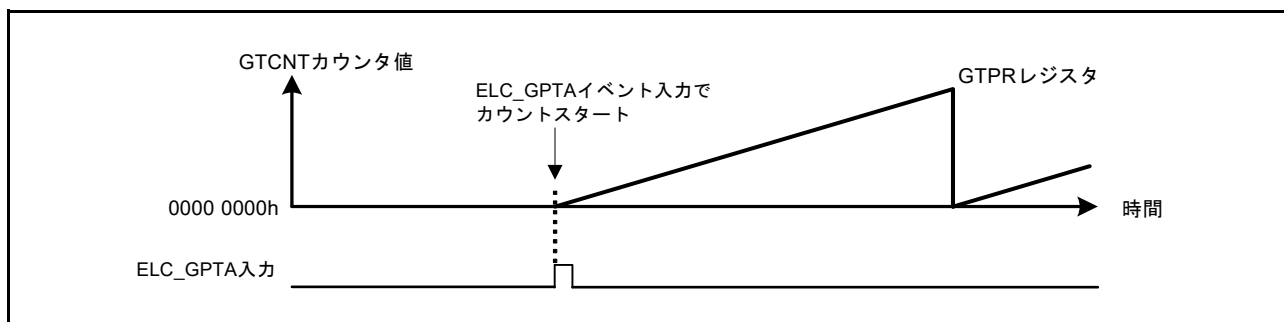 GTCNTカウンタ値
GTPRレジスタ
ELC_GPTAイベント入力で
カウントスタート
0000 0000h
時間
ELC_GPTA入力